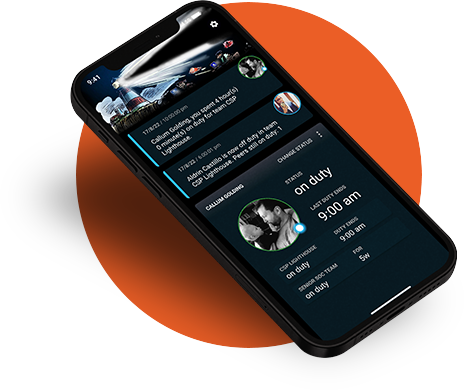 9:41
17/8/22 / 10:00:00 pm
Callum Golding, you spent 4 hour(s)
0 minute(s) on duty for team CSP
Lighthouse.
17/8/22 / 6:00:01 pm
Aldrin Castillo is now off duty in team
CSP Lighthouse. Peers still on duty: 1
CHANGE STATUS
CALLUM GOLDING
STATUS
on duty
LAST DUTY ENDS
9:00 am
CSP LIGHTHOUSE
on duty
DUTY ENDS
9:00 am
SENIOR SOC TEAM
on duty
FOR
5w